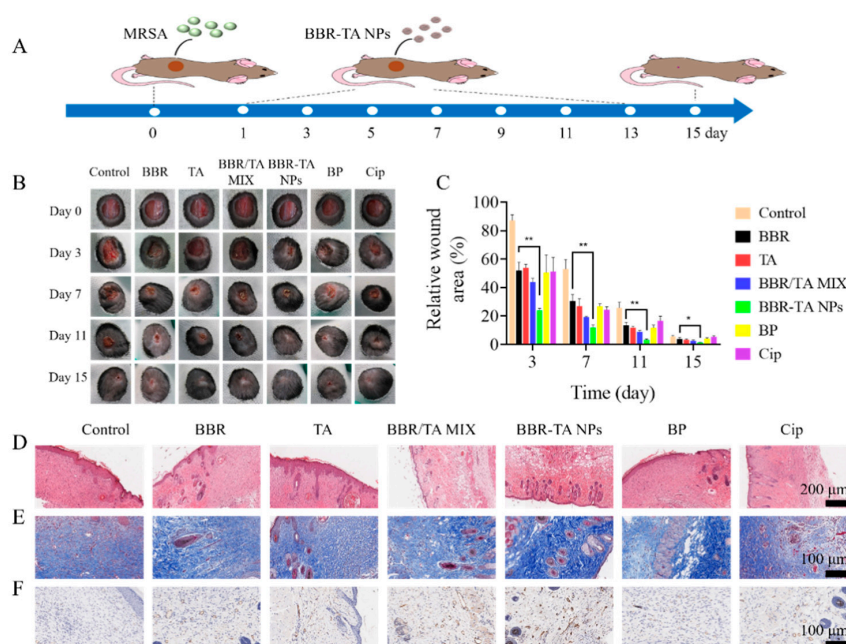 A
MRSA
BBR-TA NPs
0 1 3 5 7 9 11 13 15 day
B
Control BBR TA BBR/TA MIX BBR-TA NPs BP Cip
Day 0
Day 3
Day 7
Day 11
Day 15
C
Relative wound area (%)
100
80
60
40
20
0
** ** ** *
3 7 11 15
Time (day)
Control
BBR
TA
BBR/TA MIX
BBR-TA NPs
BP
Cip
Control BBR TA BBR/TA MIX BBR-TA NPs BP Cip
D
200 μm
E
100 μm
F
100 μm